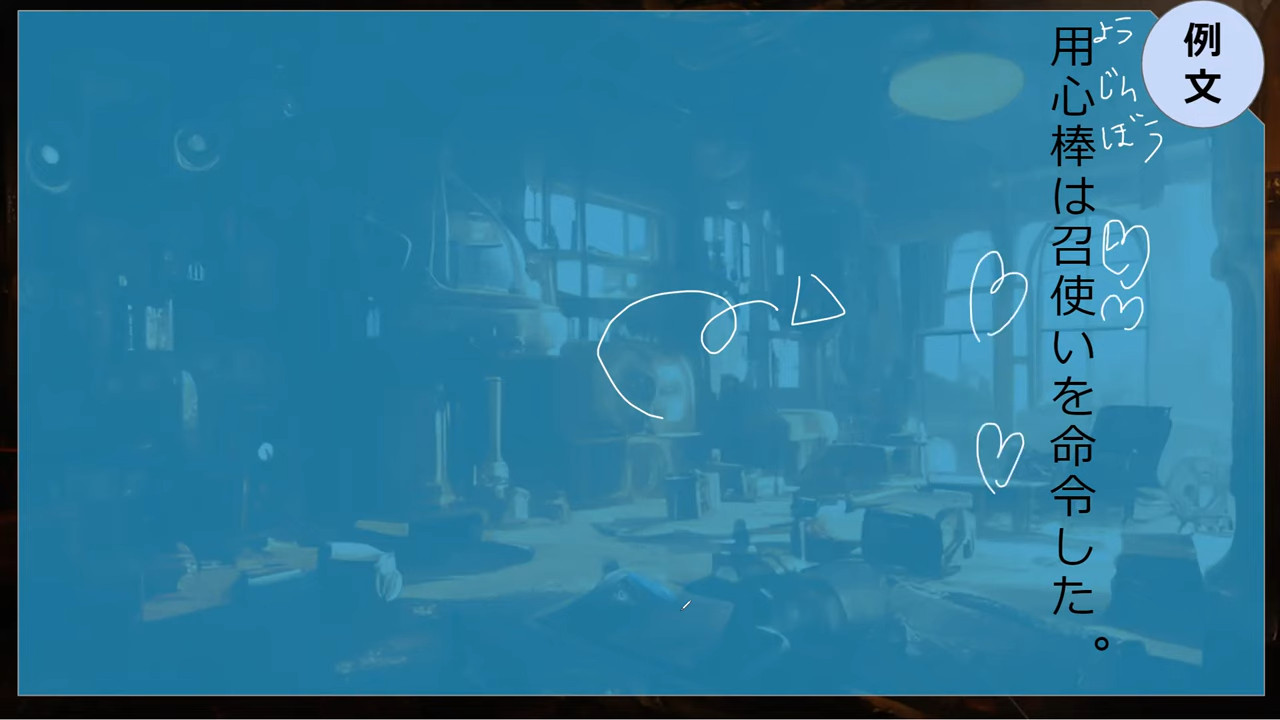 例文
用心棒は召使いを命令した。
ようじんぼう